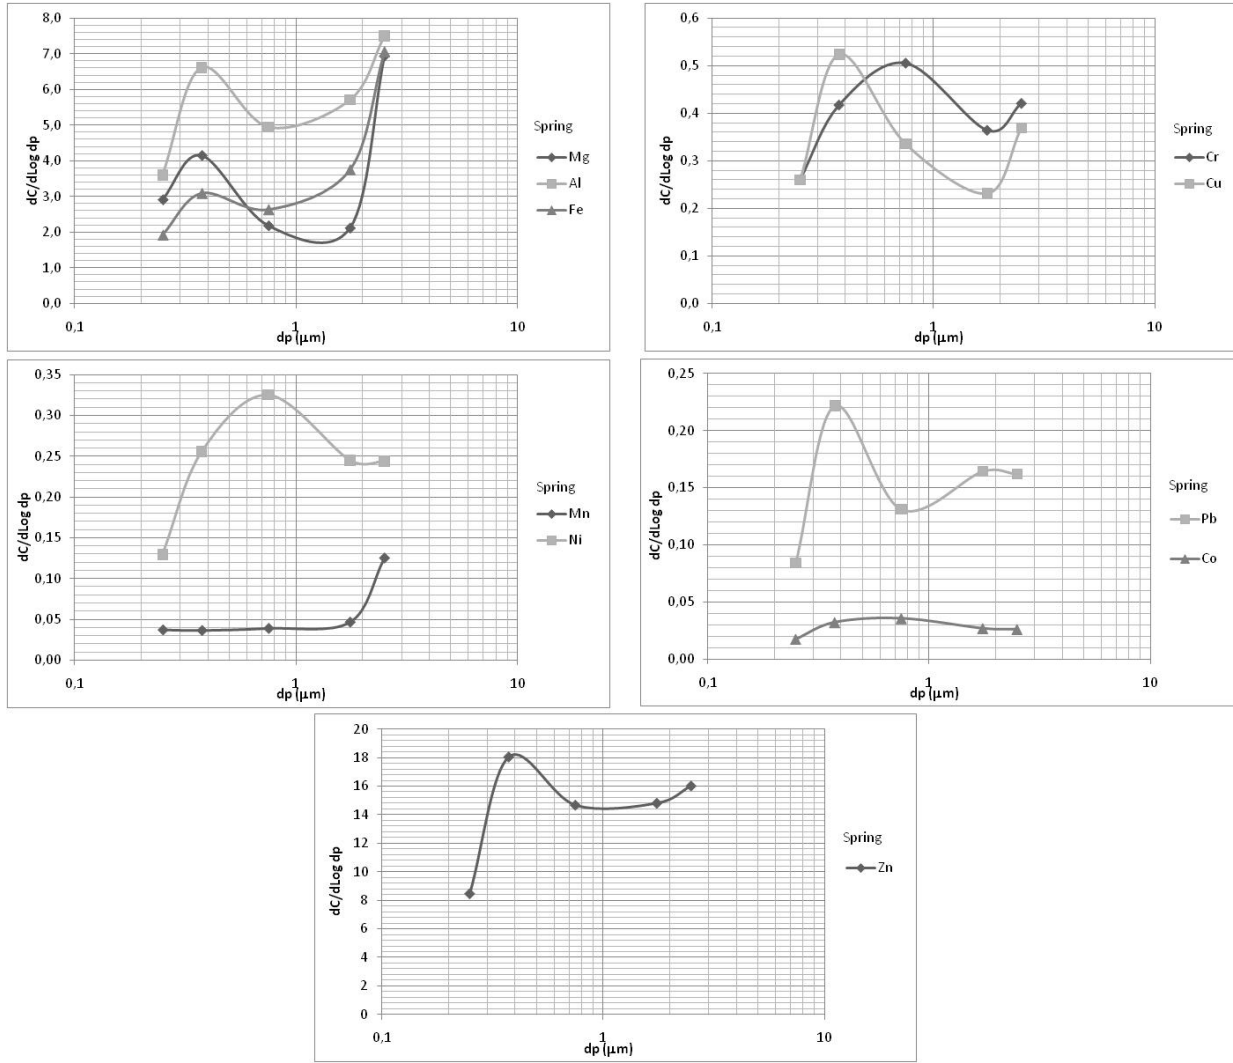 8,0
7,0
6,0
5,0
4,0
3,0
2,0
1,0
0,0
dC/dLog dp
0,1
1
10
dp (µm)
Spring
Mg
Al
Fe
0,6
0,5
0,4
0,3
0,2
0,1
0,0
dC/dLog dp
0,1
1
10
dp (µm)
Spring
Cr
Cu
0,35
0,30
0,25
0,20
0,15
0,10
0,05
0,00
dC/dLog dp
0,1
1
10
dp (µm)
Spring
Mn
Ni
0,25
0,20
0,15
0,10
0,05
0,00
dC/dLog dp
0,1
1
10
dp (µm)
Spring
Pb
Co
20
18
16
14
12
10
8
6
4
2
0
dC/dLog dp
0,1
1
10
dp (µm)
Spring
Zn